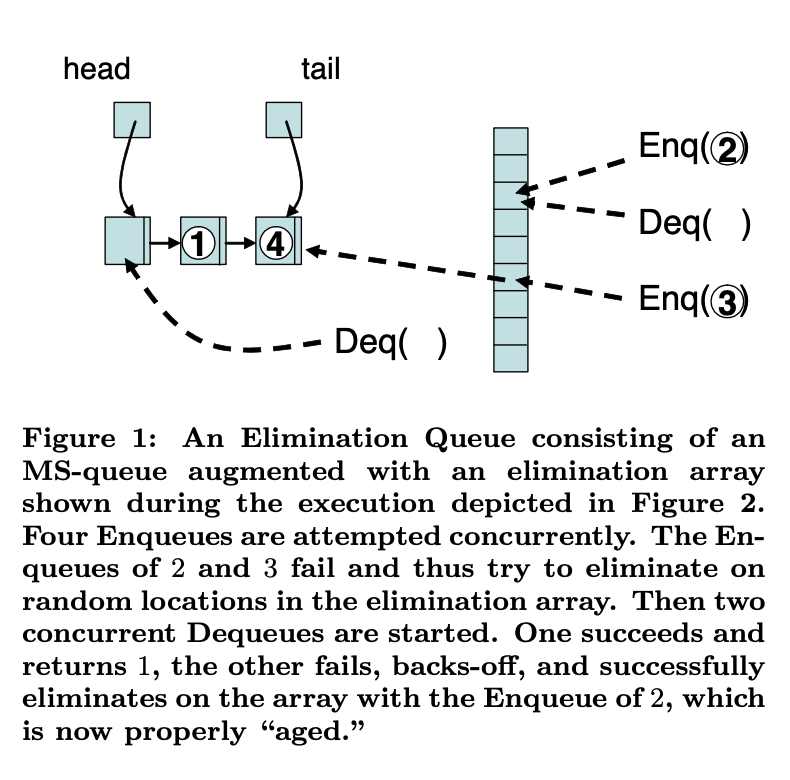 head
tail
Enq(②)
Deq( )
1
4
Enq(③)
Deq( )
Figure 1: An Elimination Queue consisting of an
MS-queue augmented with an elimination array
shown during the execution depicted in Figure 2.
Four Enqueues are attempted concurrently. The En-
queues of 2 and 3 fail and thus try to eliminate on
random locations in the elimination array. Then two
concurrent Dequeues are started. One succeeds and
returns 1, the other fails, backs-off, and successfully
eliminates on the array with the Enqueue of 2, which
is now properly “aged.”